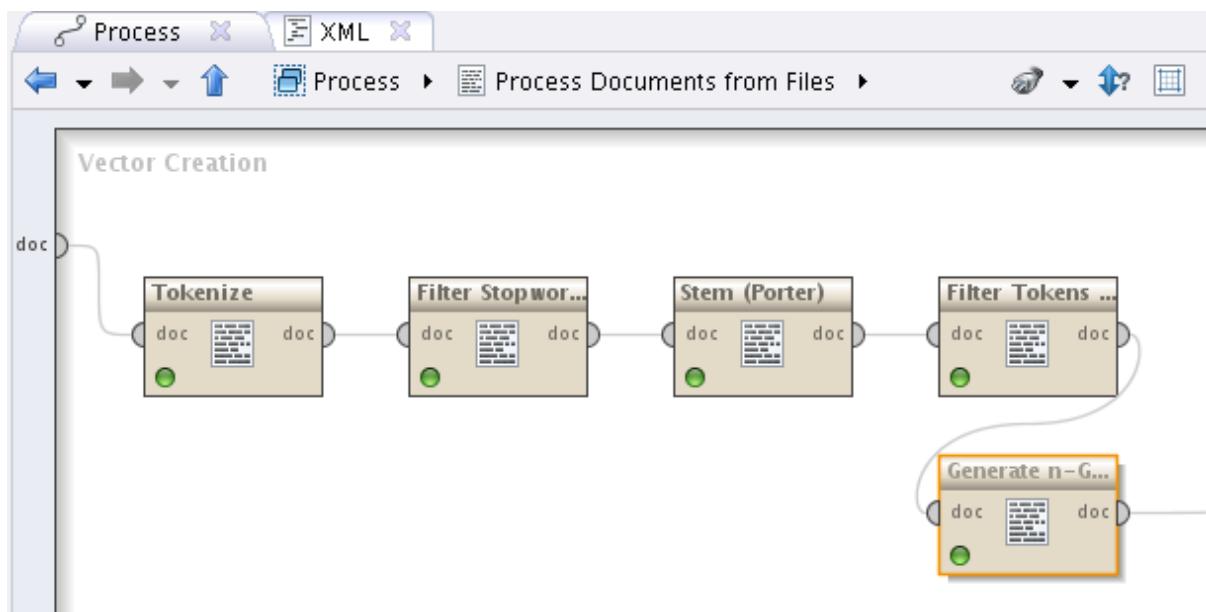 Process XML
Process Process Documents from Files
Vector Creation
doc
Tokenize Filter Stopwor... Stem (Porter) Filter Tokens ...
doc doc doc doc doc doc doc doc
Generate n-G...
doc doc